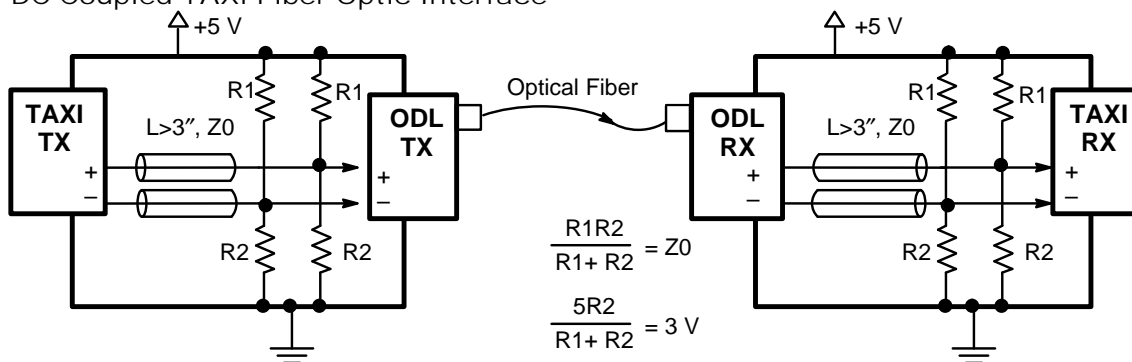 DC Coupled TAXI Fiber Optic Interface
+5 V
+5 V
R1
R1
Optical Fiber
R1
R1
TAXI
TX
L>3″, Z0
ODL
TX
ODL
RX
L>3″, Z0
TAXI
RX
+
−
+
−
+
−
+
−
R2
R2
R1R2
R1+ R2
= Z0
R2
R2
5R2
R1+ R2
= 3 V